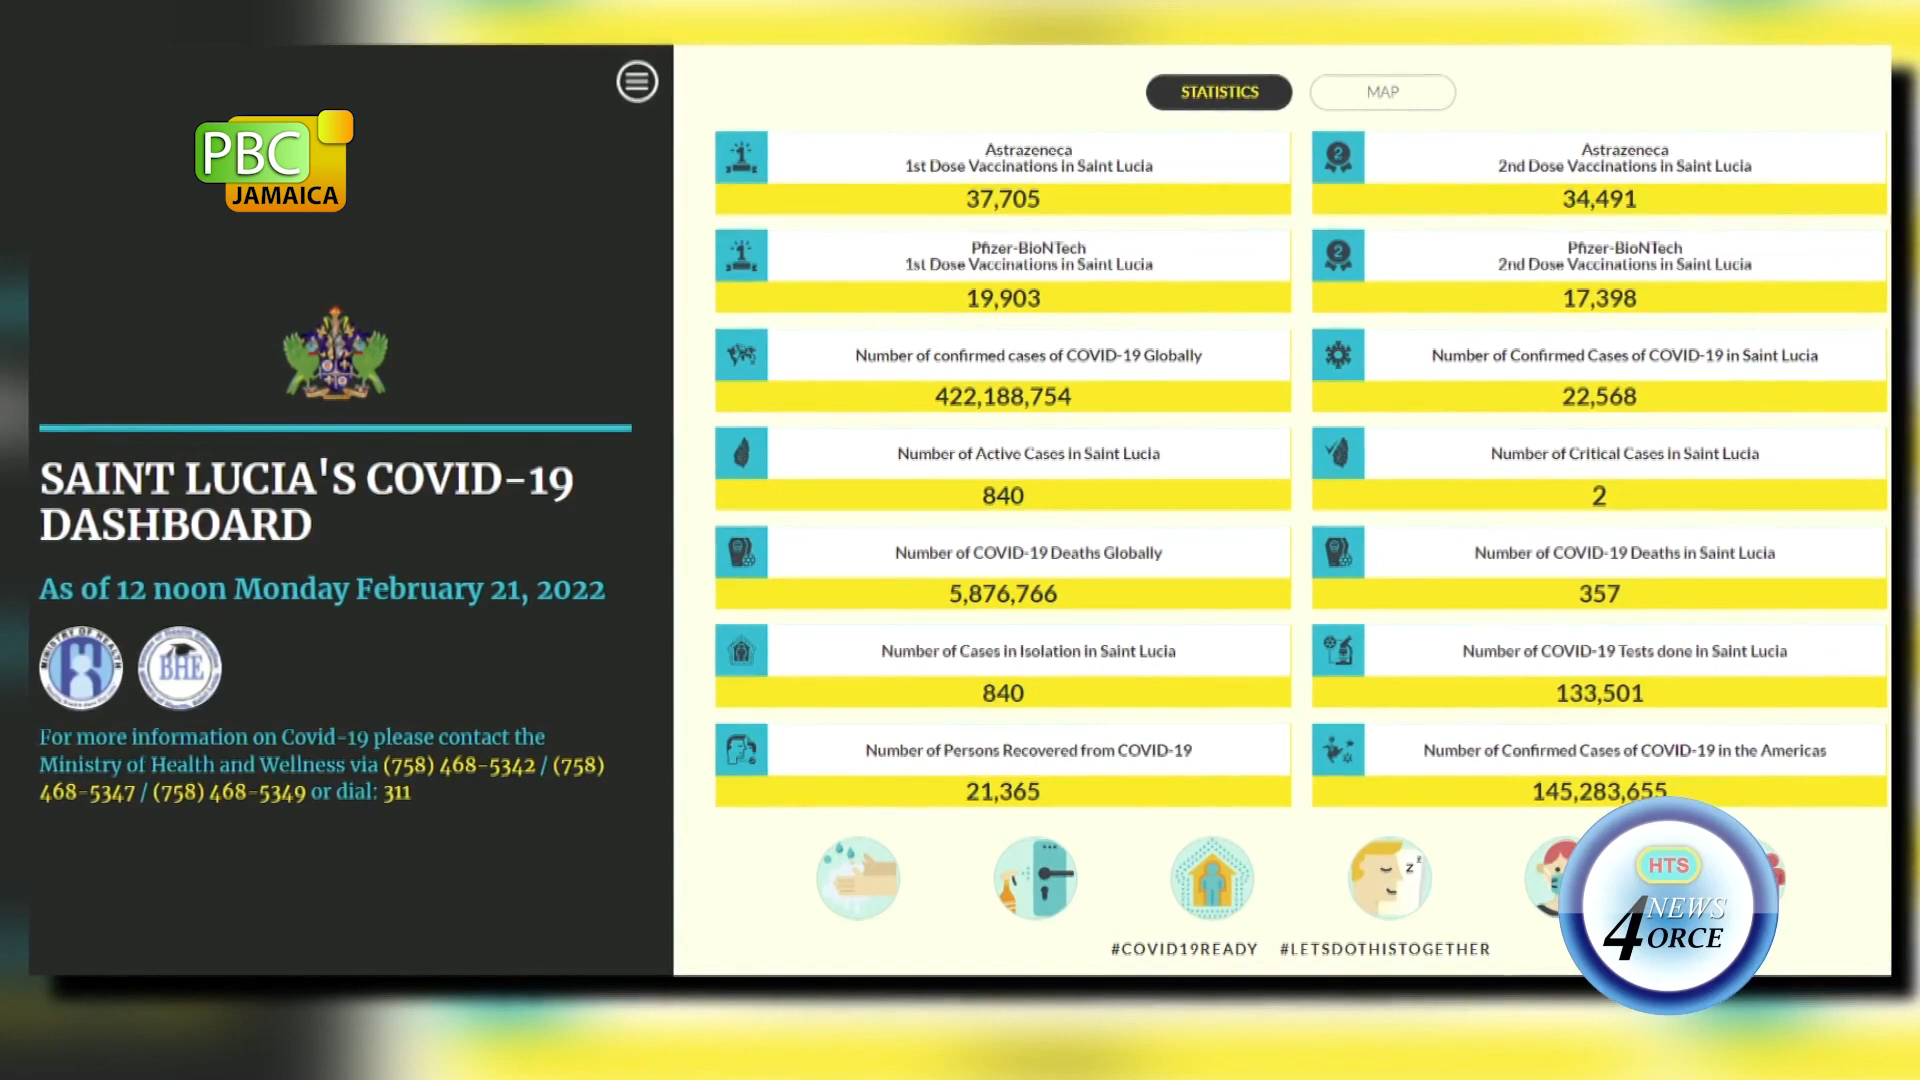 PBC
JAMAICA
SAINT LUCIA'S COVID-19
DASHBOARD
As of 12 noon Monday February 21, 2022
MINISTRY OF HEALTH
BHE
For more information on Covid-19 please contact the
Ministry of Health and Wellness via (758) 468-5342 / (758)
468-5347 / (758) 468-5349 or dial: 311
STATISTICS
MAP
Astrazeneca
1st Dose Vaccinations in Saint Lucia
37,705
Astrazeneca
2nd Dose Vaccinations in Saint Lucia
34,491
Pfizer-BioNTech
1st Dose Vaccinations in Saint Lucia
19,903
Pfizer-BioNTech
2nd Dose Vaccinations in Saint Lucia
17,398
Number of confirmed cases of COVID-19 Globally
422,188,754
Number of Confirmed Cases of COVID-19 in Saint Lucia
22,568
Number of Active Cases in Saint Lucia
840
Number of Critical Cases in Saint Lucia
2
Number of COVID-19 Deaths Globally
5,876,766
Number of COVID-19 Deaths in Saint Lucia
357
Number of Cases in Isolation in Saint Lucia
840
Number of COVID-19 Tests done in Saint Lucia
133,501
Number of Persons Recovered from COVID-19
21,365
Number of Confirmed Cases of COVID-19 in the Americas
145,283,655
#COVID19READY #LETSDOTHISTOGETHER
HTS
NEWS
4ORCE